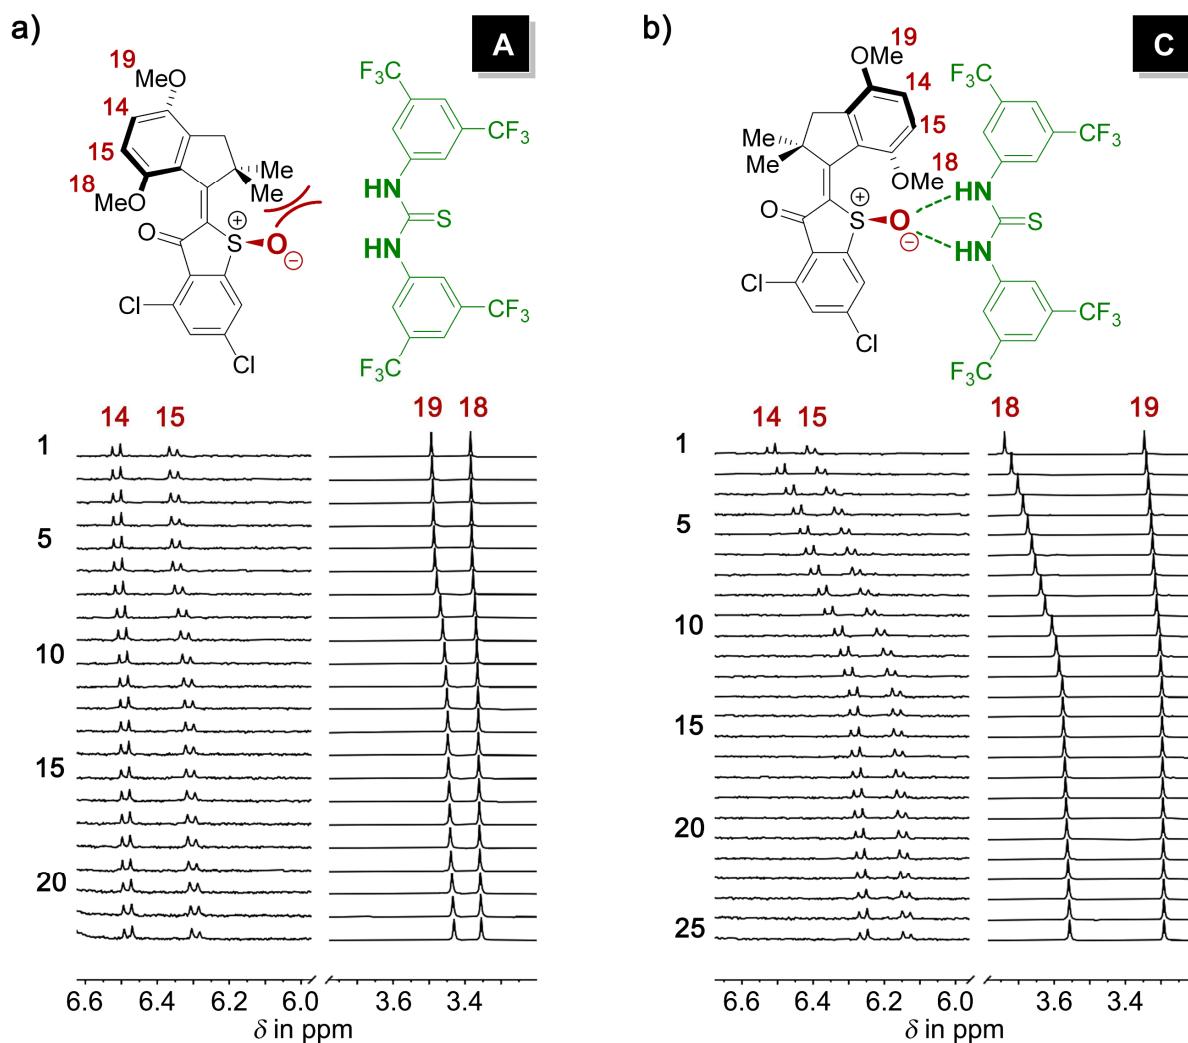 a)
A
19
MeO
14
15
18
MeO
Me
Me
O
S
⊕
O
⊖
Cl
Cl
F3C
CF3
HN
S
HN
CF3
F3C
14 15 19 18
1
5
10
15
20
6.6 6.4 6.2 6.0 3.6 3.4
δ in ppm
b)
C
19
OMe
14
15
18
OMe
Me
Me
O
S
⊕
O
⊖
Cl
Cl
F3C
CF3
HN
S
HN
CF3
F3C
14 15 18 19
1
5
10
15
20
25
6.6 6.4 6.2 6.0 3.6 3.4
δ in ppm